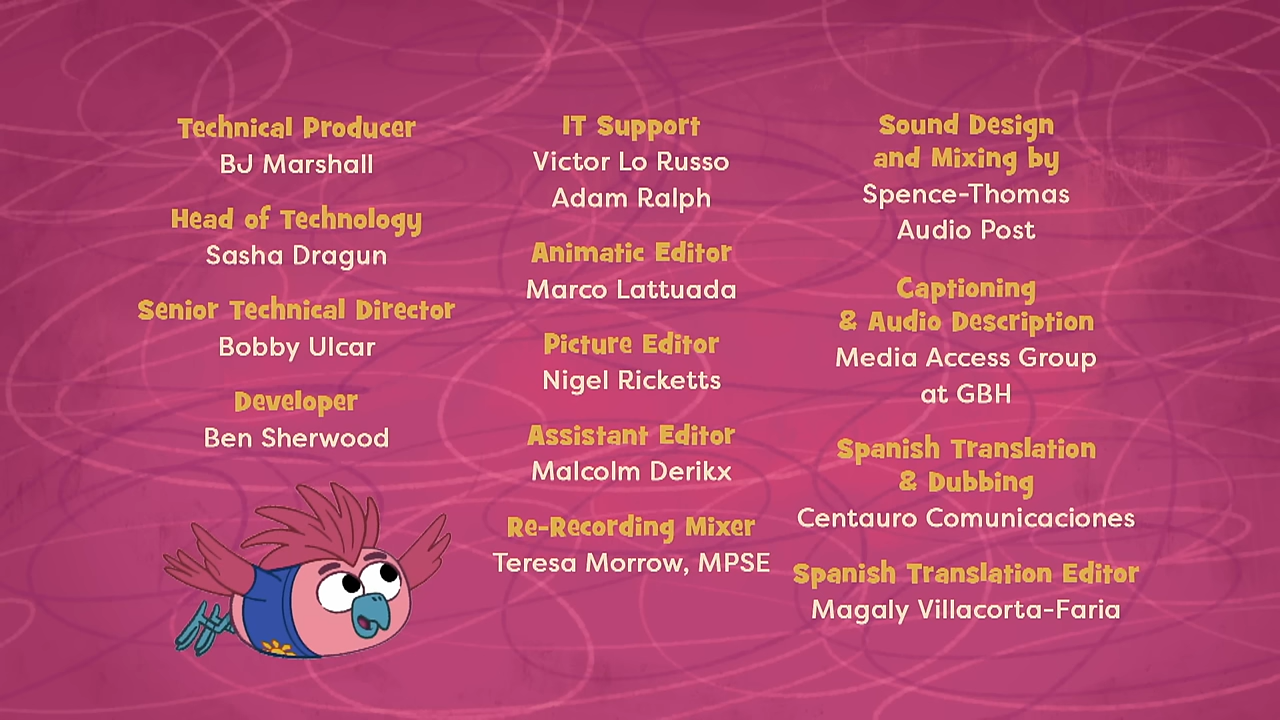 Technical Producer
BJ Marshall
Head of Technology
Sasha Dragun
Senior Technical Director
Bobby Ulcar
Developer
Ben Sherwood
IT Support
Victor Lo Russo
Adam Ralph
Animatic Editor
Marco Lattuada
Picture Editor
Nigel Ricketts
Assistant Editor
Malcolm Derikx
Re-Recording Mixer
Teresa Morrow, MPSE
Sound Design
and Mixing by
Spence-Thomas
Audio Post
Captioning
& Audio Description
Media Access Group
at GBH
Spanish Translation
& Dubbing
Centauro Comunicaciones
Spanish Translation Editor
Magaly Villacorta-Faria